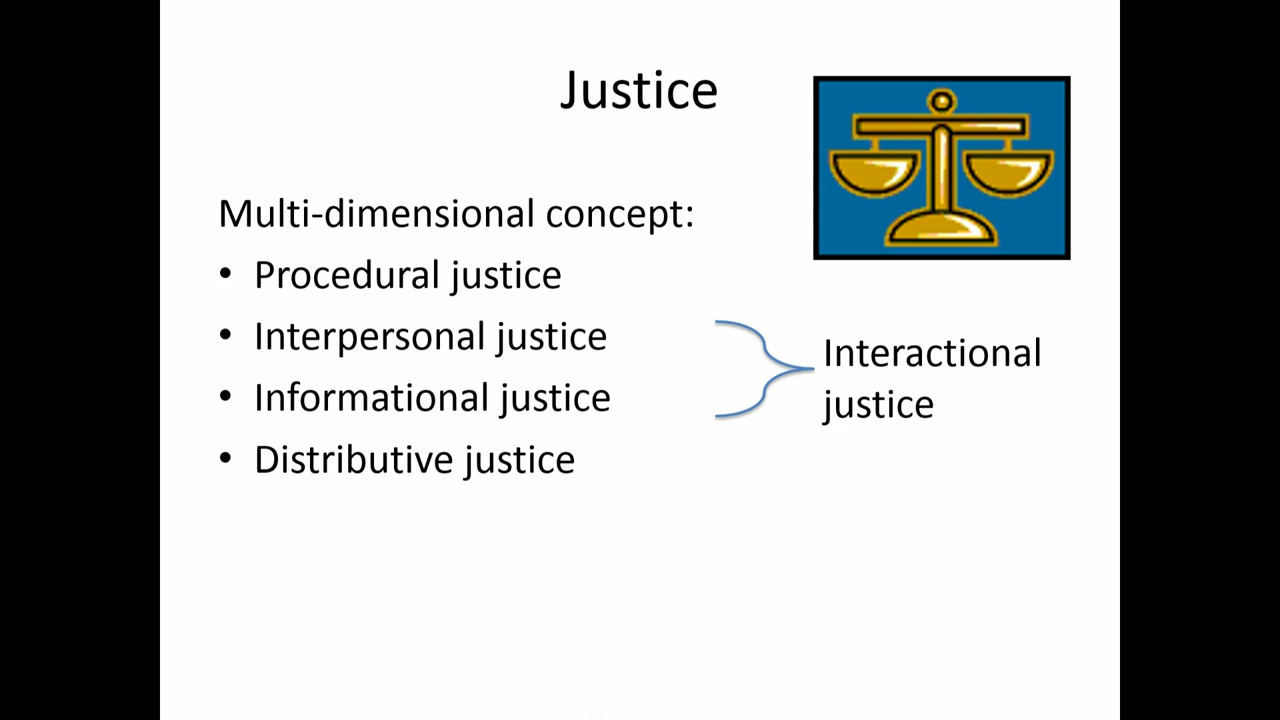 Justice
Multi-dimensional concept:
• Procedural justice
• Interpersonal justice
• Informational justice
• Distributive justice
Interactional
justice